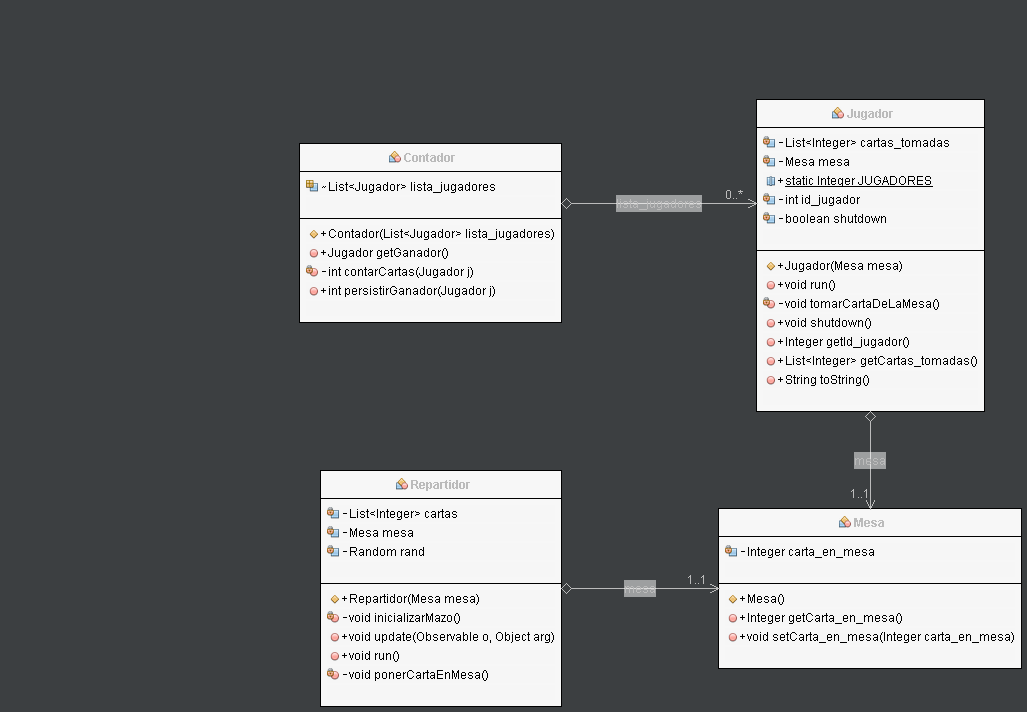 Contador
~List<Jugador> lista_jugadores
+Contador(List<Jugador> lista_jugadores)
+Jugador getGanador()
-int contarCartas(Jugador j)
+int persistirGanador(Jugador j)
lista_jugadores
0..*
Jugador
-List<Integer> cartas_tomadas
-Mesa mesa
+static Integer JUGADORES
-int id_jugador
-boolean shutdown
+Jugador(Mesa mesa)
+void run()
-void tomarCartaDeLaMesa()
+void shutdown()
+Integer getId_jugador()
+List<Integer> getCartas_tomadas()
+String toString()
mesa
1..1
Repartidor
-List<Integer> cartas
-Mesa mesa
-Random rand
+Repartidor(Mesa mesa)
-void inicializarMazo()
+void update(Observable o, Object arg)
+void run()
-void ponerCartaEnMesa()
mesa
1..1
Mesa
-Integer carta_en_mesa
+Mesa()
+Integer getCarta_en_mesa()
+void setCarta_en_mesa(Integer carta_en_mesa)